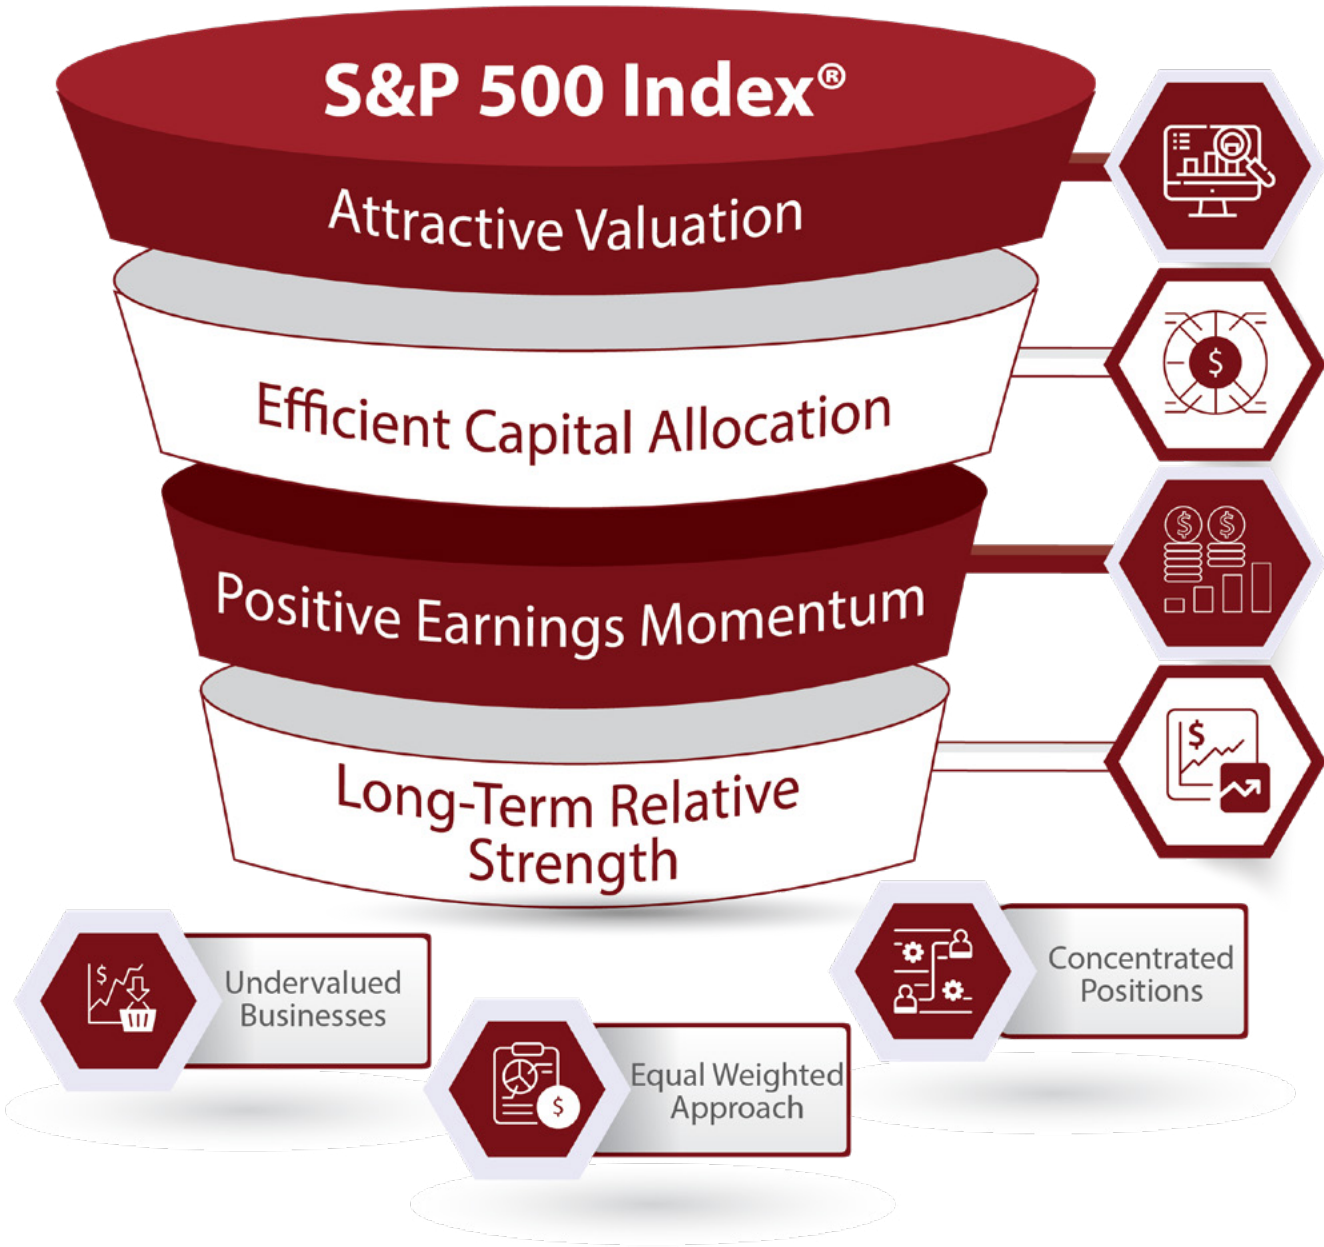 S&P 500 Index®
Attractive Valuation
Efficient Capital Allocation
$
$ $
Positive Earnings Momentum
$
Long-Term Relative
Strength
Concentrated
Positions
$
Undervalued
Businesses
Equal Weighted
Approach
$